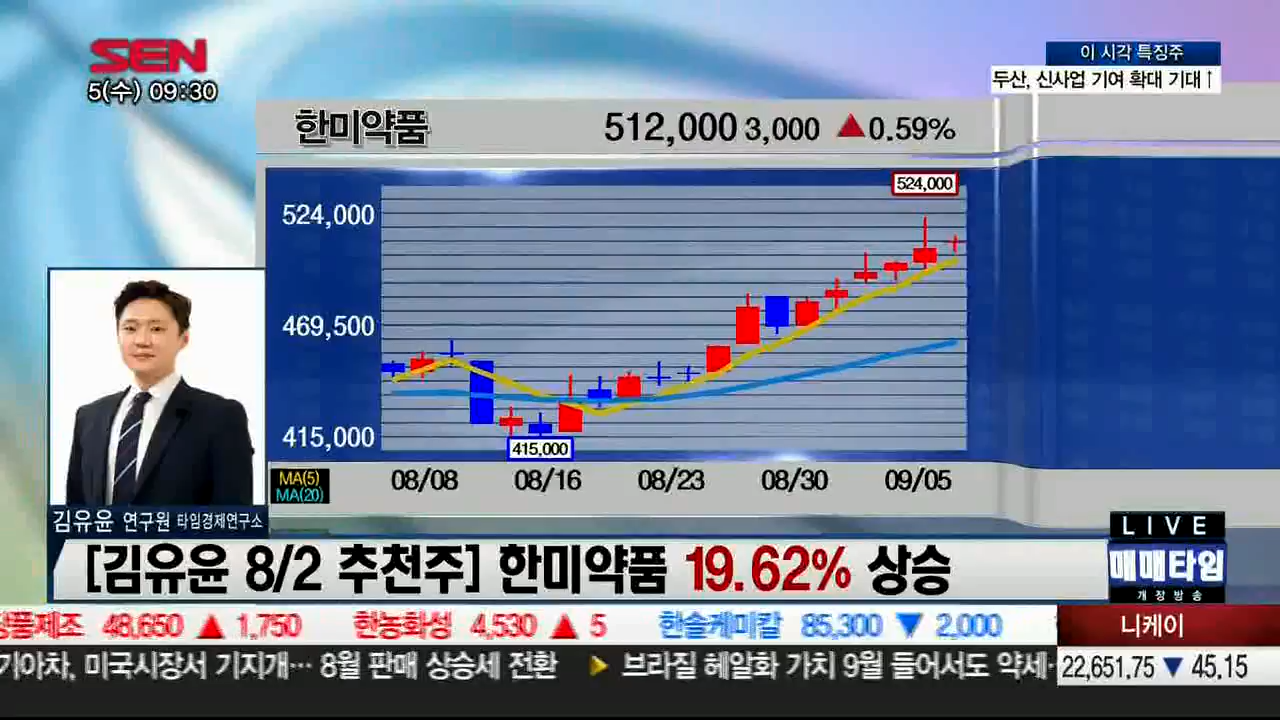 SEN
5(수) 09:30
이 시각 특징주
두산, 신사업 기여 확대 기대↑
한미약품 512,000 3,000 ▲0.59%
524,000
524,000
469,500
415,000
415,000
MA(5)
MA(20)
08/08 08/16 08/23 08/30 09/05
김유윤 연구원 타임경제연구소
[김유윤 8/2 추천주] 한미약품 19.62% 상승
LIVE
매매타임
개장방송
품제조 48,650 ▲ 1,750 한농화성 4,530 ▲ 5 한솔케미칼 85,300 ▼ 2,000
니케이
기아차, 미국시장서 기지개… 8월 판매 상승세 전환 ▶ 브라질 헤알화 가치 9월 들어서도 약세
22,651.75 ▼ 45.15